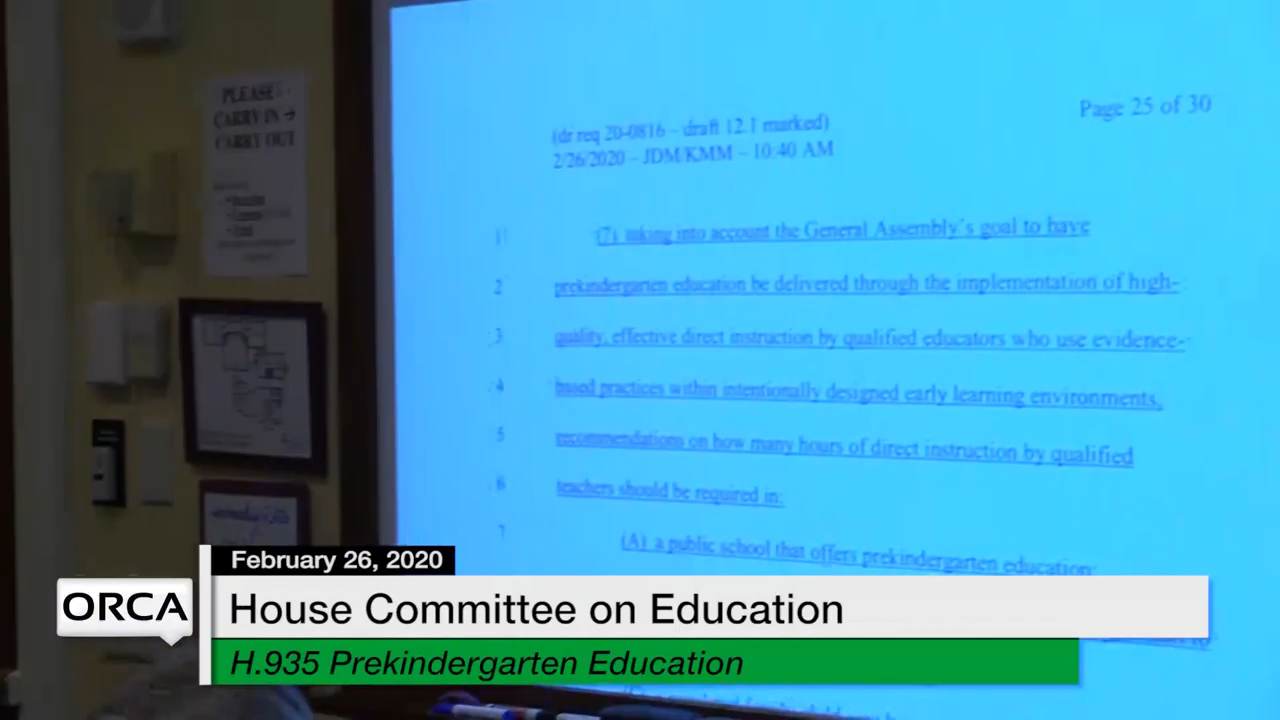 PLEASE
CARRY IN →
CARRY OUT
Page 25 of 30
(dr req 20-0816 – draft 12.1 marked)
2/26/2020 – JDM/KMM – 10:40 AM
1 (7) taking into account the General Assembly's goal to have
2 prekindergarten education be delivered through the implementation of high-
3 quality, effective direct instruction by qualified educators who use evidence-
4 based practices within intentionally designed early learning environments,
5 recommendations on how many hours of direct instruction by qualified
6 teachers should be required in:
7 (A) a public school that offers prekindergarten education;
February 26, 2020
ORCA
House Committee on Education
H.935 Prekindergarten Education